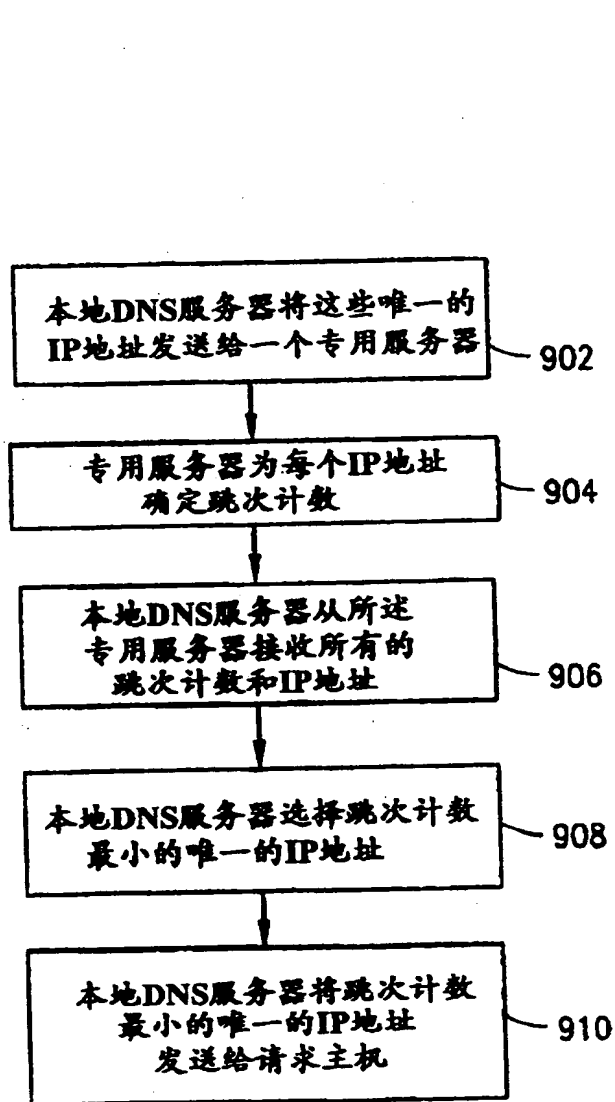 本地DNS服务器将这些唯一的
IP地址发送给一个专用服务器
902
专用服务器为每个IP地址
确定跳次计数
904
本地DNS服务器从所述
专用服务器接收所有的
跳次计数和IP地址
906
本地DNS服务器选择跳次计数
最小的唯一的IP地址
908
本地DNS服务器将跳次计数
最小的唯一的IP地址
发送给请求主机
910